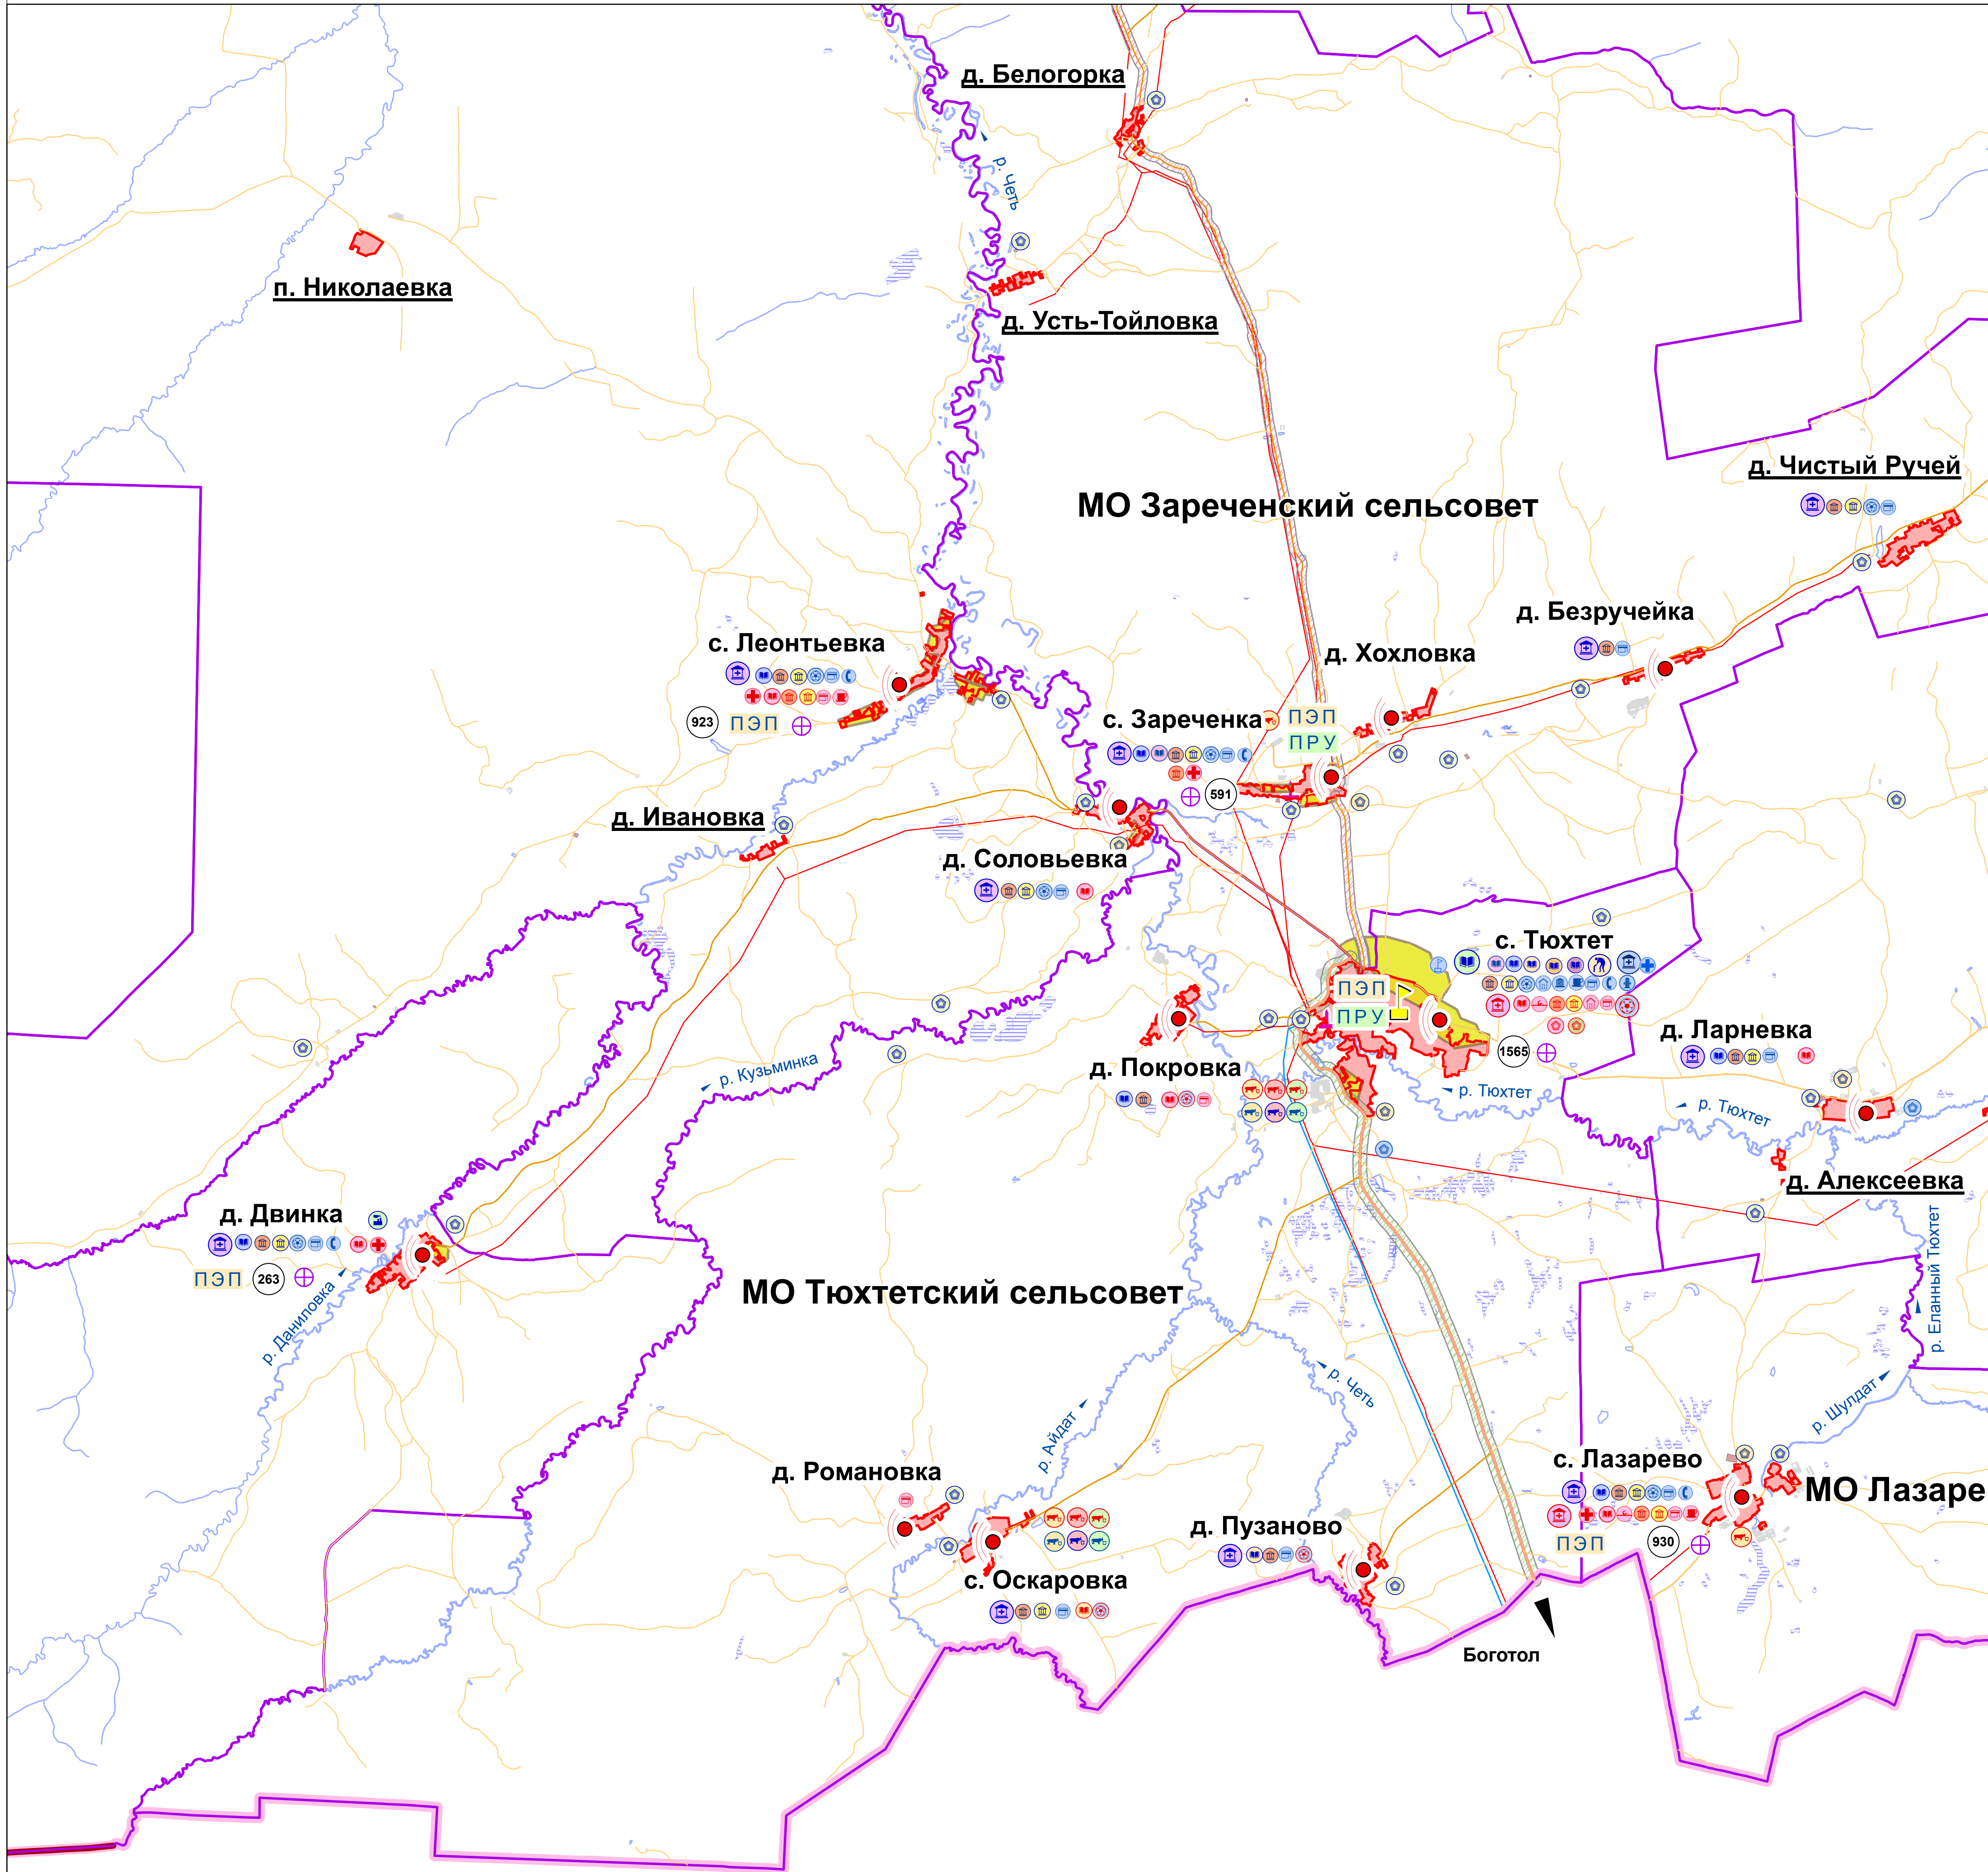 д. Белогорка
р. Четь
п. Николаевка
д. Усть-Тойловка
д. Чистый Ручей
МО Зареченский сельсовет
д. Безручейка
с. Леонтьевка
д. Хохловка
923
ПЭП
с. Зареченка
ПЭП
ПРУ
591
д. Ивановка
д. Соловьевка
с. Тюхтет
ПЭП
ПРУ
1565
д. Ларневка
р. Кузьминка
д. Покровка
р. Тюхтет
р. Тюхтет
д. Алексеевка
д. Двинка
ПЭП
263
р. Даниловка
МО Тюхтетский сельсовет
р. Еланный Тюхтет
р. Четь
р. Шулдат
р. Айдат
с. Лазарево
д. Романовка
МО Лазаре
д. Пузаново
ПЭП
930
с. Оскаровка
Боготол